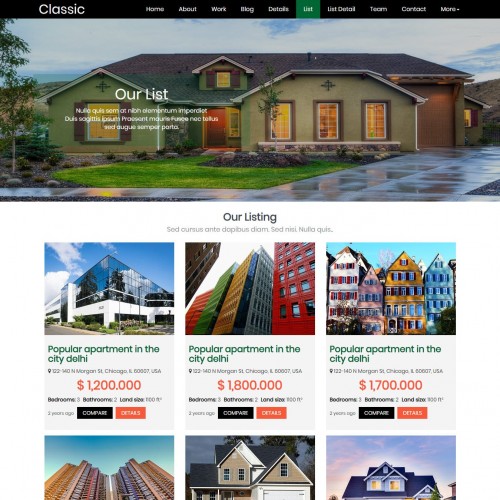 Classic
Home About Work Blog Details List List Detail Team Contact More
Our List
Nulla quis sem at nibh elementum imperdiet
Duis sagittis ipsum Praesent mauris Fusce nec tellus
sed augue semper porta.
Our Listing
Sed cursus ante dapibus diam. Sed nisi. Nulla quis..
Popular apartment in the
city delhi
122-140 N Morgan St, Chicago, IL 60607, USA
$ 1,200.000
Bedrooms: 3 Bathrooms: 2 Land size: 1100 ft²
2 years ago COMPARE DETAILS
Popular apartment in the
city delhi
122-140 N Morgan St, Chicago, IL 60607, USA
$ 1,800.000
Bedrooms: 3 Bathrooms: 2 Land size: 1100 ft²
2 years ago COMPARE DETAILS
Popular apartment in the
city delhi
122-140 N Morgan St, Chicago, IL 60607, USA
$ 1,700.000
Bedrooms: 3 Bathrooms: 2 Land size: 1100 ft²
2 years ago COMPARE DETAILS